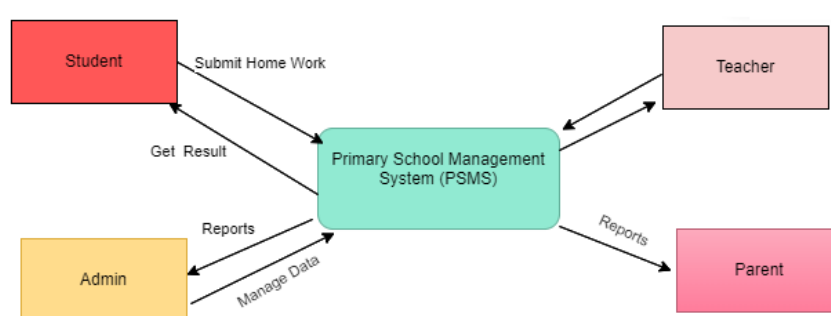 Student
Submit Home Work
Teacher
Get Result
Primary School Management
System (PSMS)
Reports
Reports
Admin
Manage Data
Parent